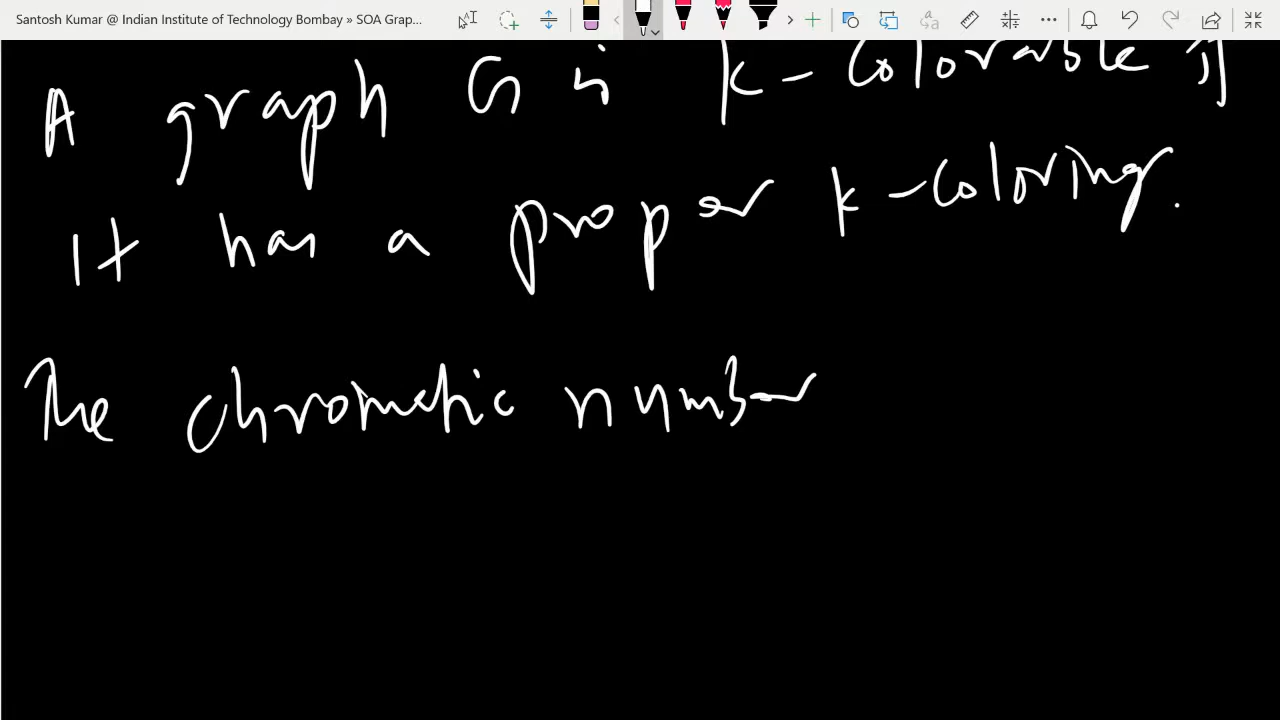 Santosh Kumar @ Indian Institute of Technology Bombay » SOA Grap...
A graph G is k-colorable if
It has a proper k-coloring.
The chromatic number